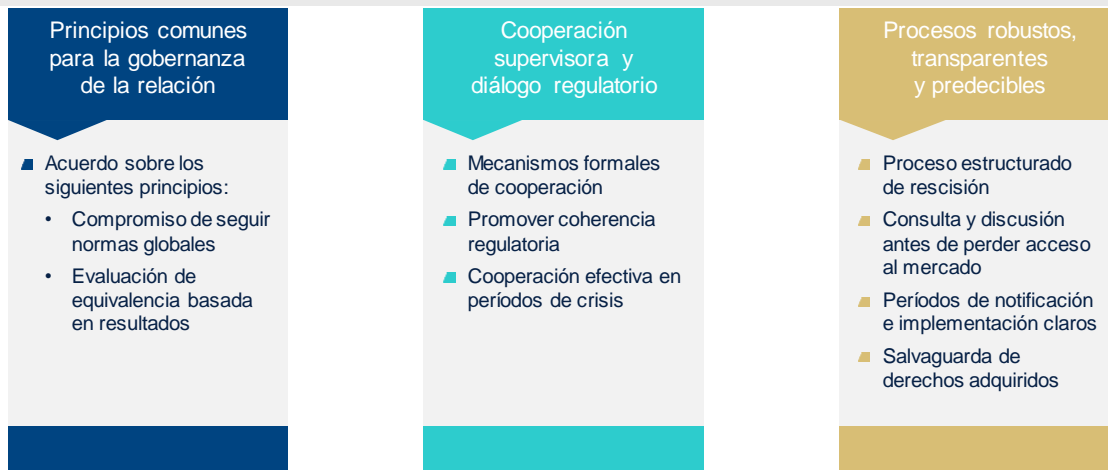 Principios comunes
para la gobernanza
de la relación
Acuerdo sobre los
siguientes principios:
• Compromiso de seguir
normas globales
• Evaluación de
equivalencia basada
en resultados
Cooperación
supervisora y
diálogo regulatorio
Mecanismos formales
de cooperación
Promover coherencia
regulatoria
Cooperación efectiva en
períodos de crisis
Procesos robustos,
transparentes
y predecibles
Proceso estructurado
de rescisión
Consulta y discusión
antes de perder acceso
al mercado
Períodos de notificación
e implementación claros
Salvaguarda de
derechos adquiridos